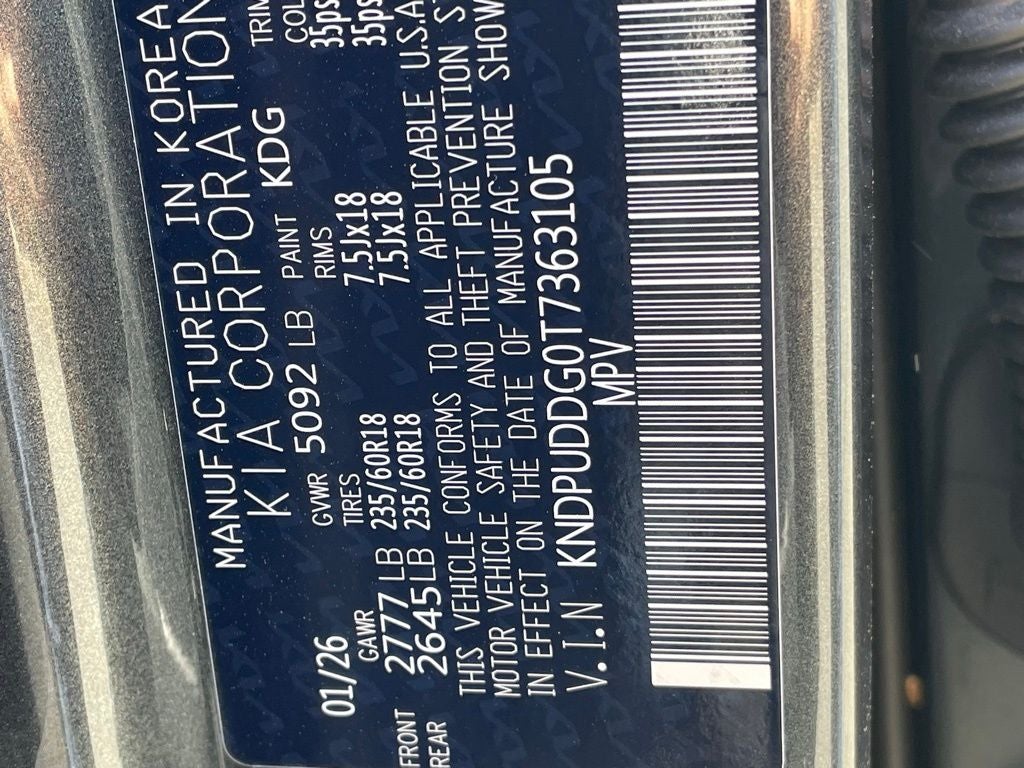 MANUFACTURED IN KOREA
KIA CORPORATION
01/26 GVWR 5092 LB PAINT KDG
GAWR TIRES RIMS
FRONT 2777 LB 235/60R18 7.5Jx18
REAR 2645LB 235/60R18 7.5Jx18
THIS VEHICLE CONFORMS TO ALL APPLICABLE U.S.A
MOTOR VEHICLE SAFETY AND THEFT PREVENTION
IN EFFECT ON THE DATE OF MANUFACTURE SHOW
V.I.N KNDPUDDG0T7363105
MPV